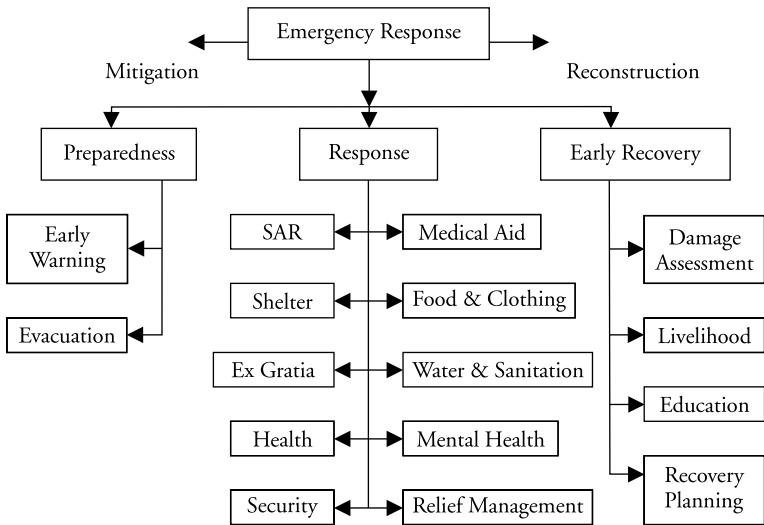 Emergency Response
Mitigation
Reconstruction
Preparedness
Response
Early Recovery
Early
Warning
Evacuation
SAR
Medical Aid
Shelter
Food & Clothing
Ex Gratia
Water & Sanitation
Health
Mental Health
Security
Relief Management
Damage
Assessment
Livelihood
Education
Recovery
Planning